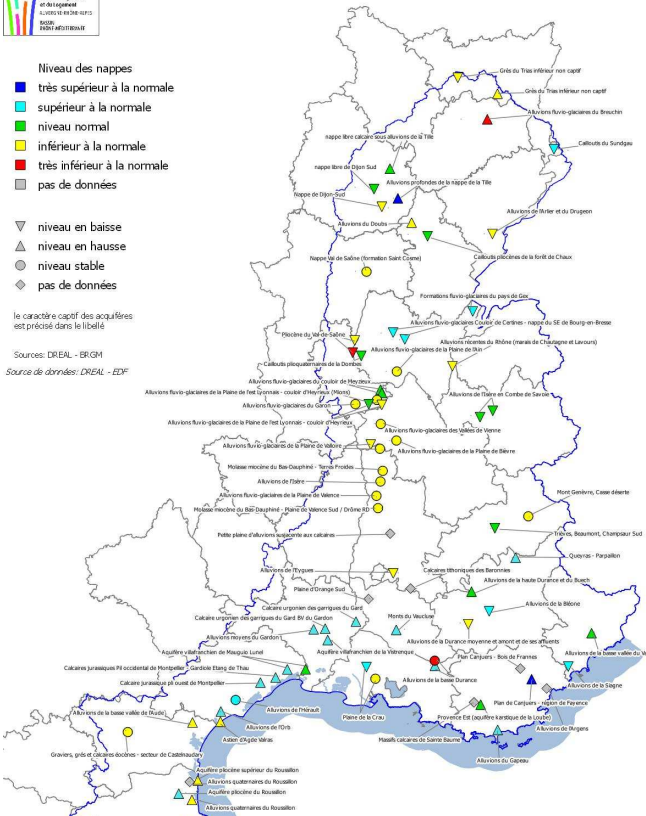 et du Logement
AUVERGNE-RHÔNE-ALPES
BASSIN
RHÔNE-MÉDITERRANÉE
Niveau des nappes
très supérieur à la normale
supérieur à la normale
niveau normal
inférieur à la normale
très inférieur à la normale
pas de données
niveau en baisse
niveau en hausse
niveau stable
pas de données
le caractère captif des acquifères
est précisé dans le libellé
Sources: DREAL - BRGM
Source de données: DREAL - EDF
Grès du Trias inférieur non captif
Grès du Trias inférieur non captif
Alluvions fluvio-glaciaires du Breuchin
Cailloutis du Sundgau
nappe libre calcaire sous alluvions de la Tille
nappe libre de Dijon Sud
Alluvions profondes de la nappe de la Tille
Nappe de Dijon-Sud
Alluvions du Doubs
Alluvions de l'Arlier et du Drugeon
Cailloutis pliocènes de la forêt de Chaux
Nappe Val de Saône (formation Saint Cosme)
Formations fluvio-glaciaires du pays de Gex
Alluvions fluvio-glaciaires Couloir de Certines - nappe du SE de Bourg-en-Bresse
Pliocène du Val-de-Saône
Alluvions récentes du Rhône (marais de Chautagne et Lavours)
Alluvions fluvio-glaciaires de la Plaine de l'Ain
Cailloutis plioquaternaires de la Dombes
Alluvions fluvio-glaciaires du couloir de Meyzieux
Alluvions fluvio-glaciaires de la Plaine de l'est Lyonnais - couloir d'Heyrieux (Mions)
Alluvions de l'Isère en Combe de Savoie
Alluvions fluvio-glaciaires du Garon
Alluvions fluvio-glaciaires de la Plaine de l'est Lyonnais - couloir d'Heyrieux
Alluvions fluvio-glaciaires des Vallées de Vienne
Alluvions fluvio-glaciaires de la Plaine de Valloire
Alluvions fluvio-glaciaires de la Plaine de Bièvre
Molasse miocène du Bas-Dauphiné - Terres Froides
Alluvions de l'Isère
Alluvions fluvio-glaciaires de la Plaine de Valence
Mont Genèvre, Casse déserte
Molasse miocène du Bas Dauphiné - Plaine de Valence Sud / Drôme RD
Petite plaine d'alluvions susjacente aux calcaires
Trièves, Beaumont, Champsaur Sud
Queyras - Parpaillon
Alluvions de l'Eygues
Calcaires tithoniques des Baronnies
Alluvions de la haute Durance et du Buech
Plaine d'Orange Sud
Calcaire urgonien des garrigues du Gard
Alluvions de la Bléone
Calcaire urgonien des garrigues du Gard BV du Gardon
Monts du Vaucluse
Alluvions moyens du Gardon
Alluvions de la Durance moyenne et amont et de ses affluents
Aquifère villafranchien de Mauguio Lunel
Aquifère villafranchien de la Vistrenque
Alluvions de la basse vallée du Va
Plan Canjuers - Bois de Frannes
Calcaires jurassiques Pli occidental de Montpellier - Gardiole Etang de Thau
Alluvions de la basse Durance
Alluvions de la Siagne
Calcaire jurassique pli ouest de Montpellier
Plan de Canjuers - région de Fayence
Alluvions de la basse vallée de l'Aude
Alluvions de l'Hérault
Plaine de la Crau
Provence Est (aquifère karstique de la Loube)
Alluvions de l'Orb
Alluvions de l'Argens
Astien d'Agde Valras
Massifs calcaires de Sainte Baume
Graviers, grés et calcaires éocènes - secteur de Castelnaudary
Alluvions du Gapeau
Aquifère pliocène supérieur du Roussillon
Alluvions quaternaires du Roussillon
Aquifère pliocène du Roussillon
Alluvions quaternaires du Roussillon